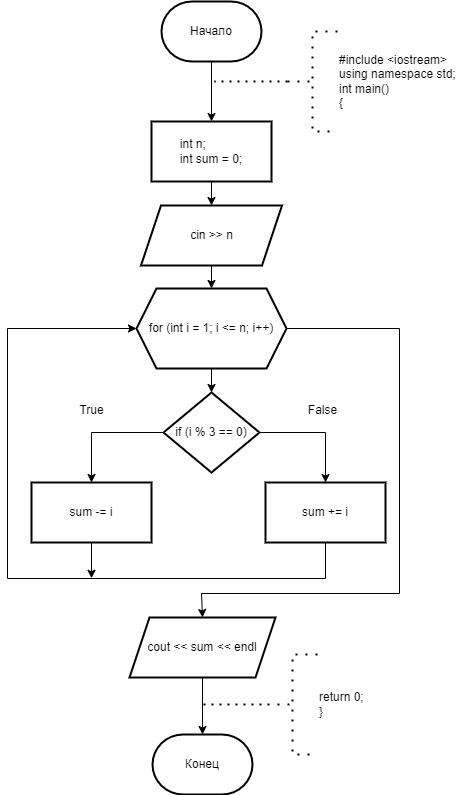 Начало
#include <iostream>
using namespace std;
int main()
{
int n;
int sum = 0;
cin >> n
for (int i = 1; i <= n; i++)
if (i % 3 == 0)
True
False
sum -= i
sum += i
cout << sum << endl
return 0;
}
Конец